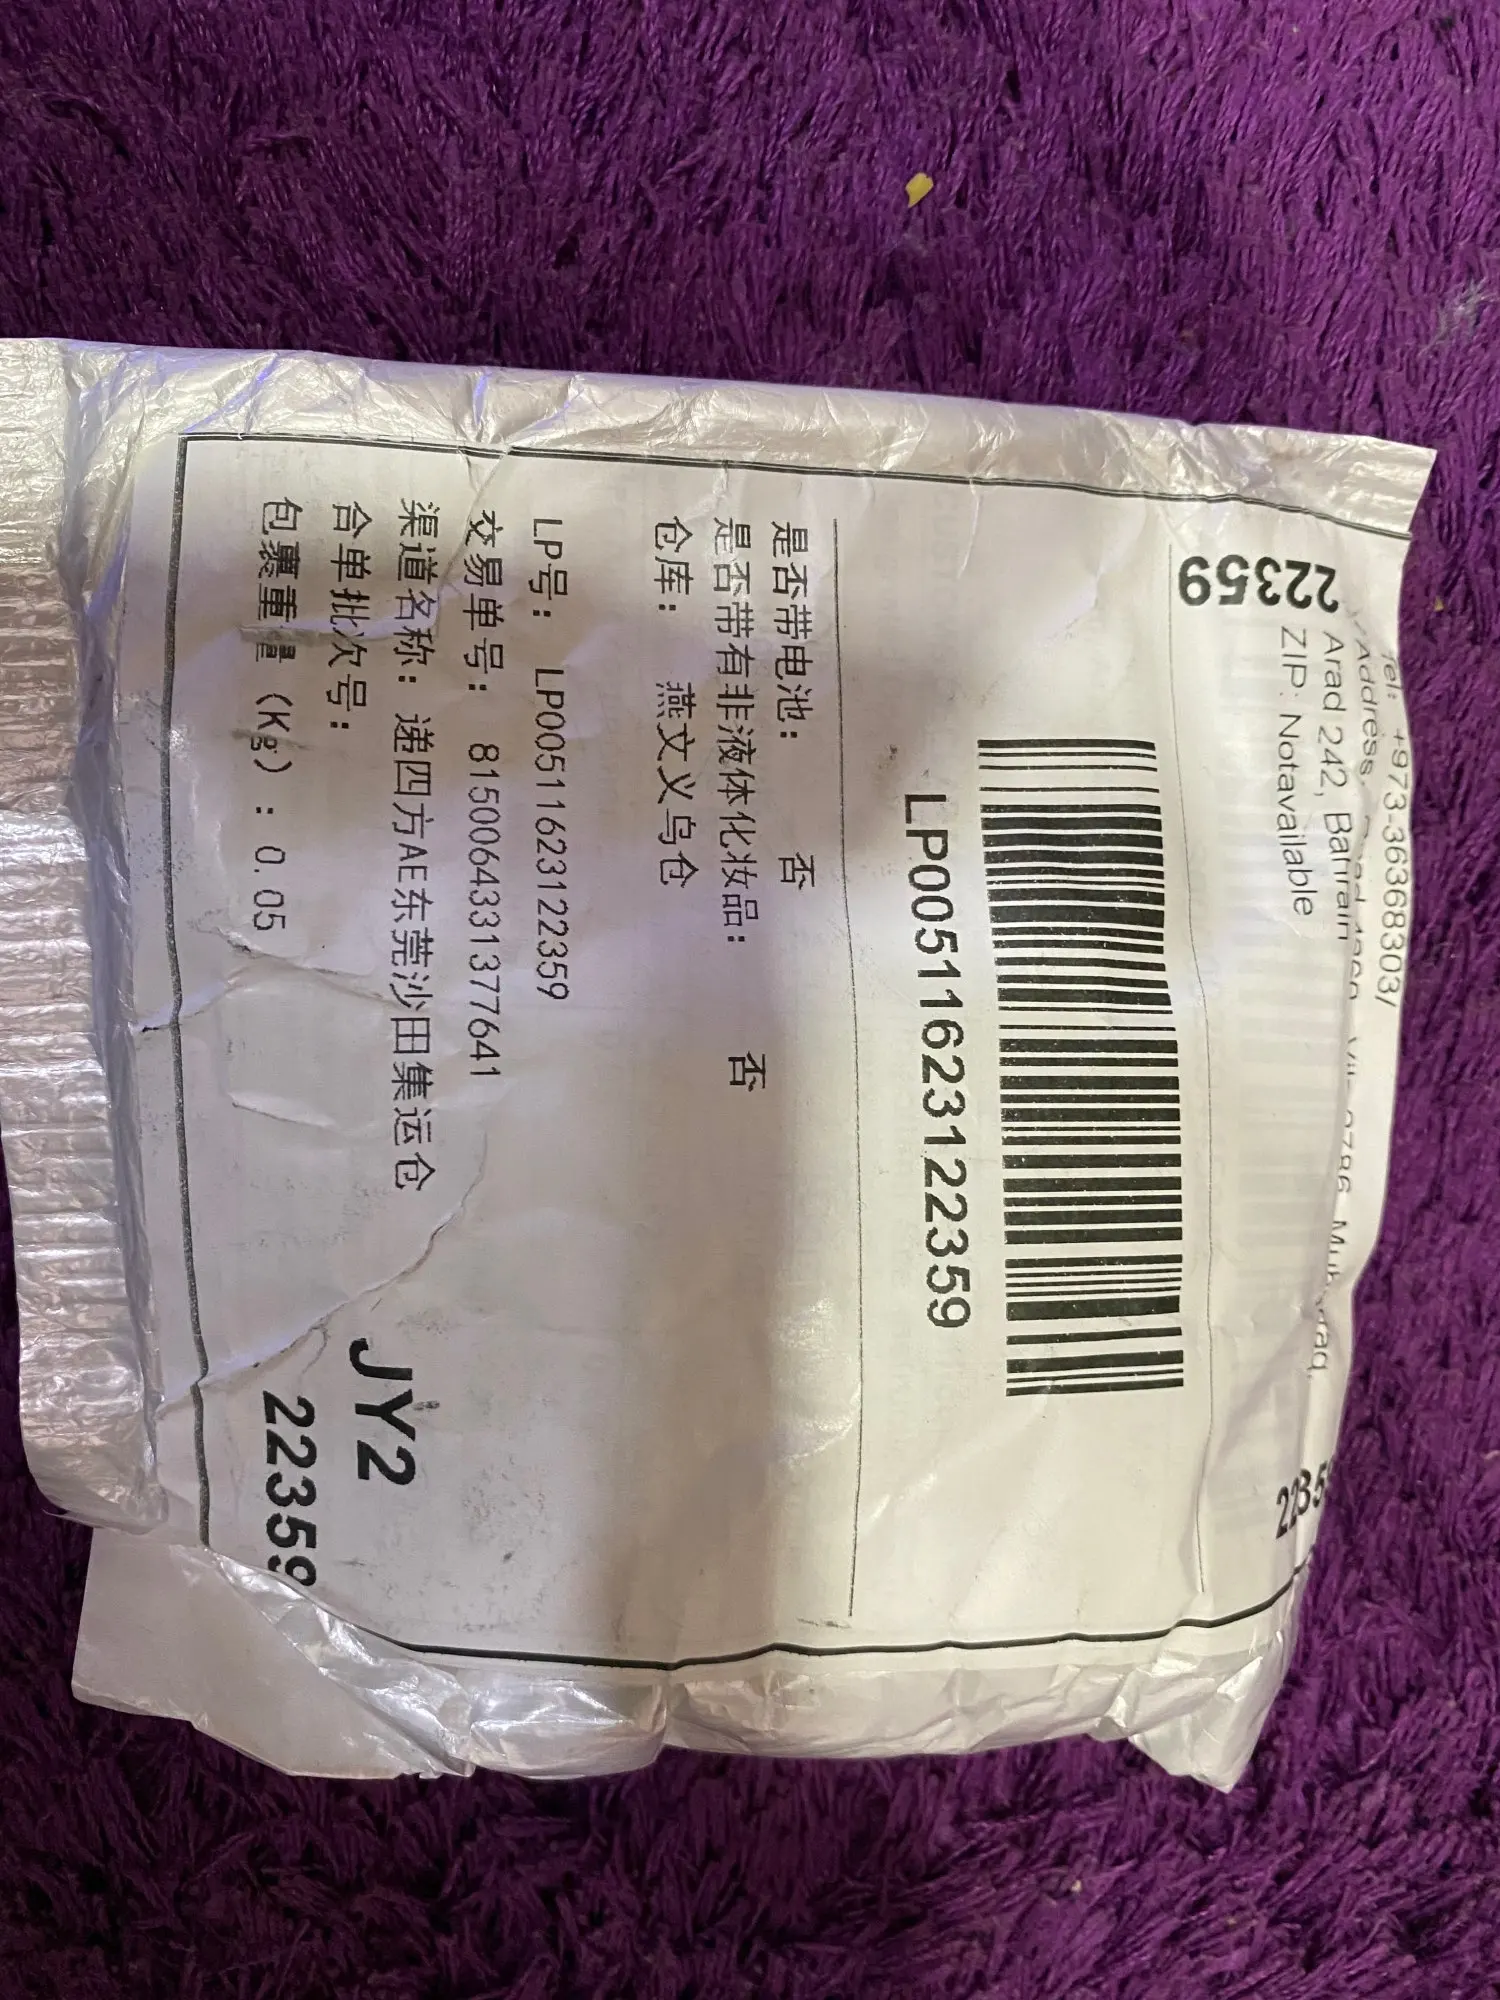 Tel: +973-36368303/
Address
Arad 242, Bahrain
ZIP: Notavailable
22359
2235
LP00511623122359
是否带电池： 否
是否带有非液体化妆品： 否
仓库： 燕文义乌仓
LP号： LP00511623122359
交易单号： 8150064331377641
渠道名称： 递四方AE东莞沙田集运仓
合单批次号：
包裹重量（Kg）: 0.05
JY2
22359